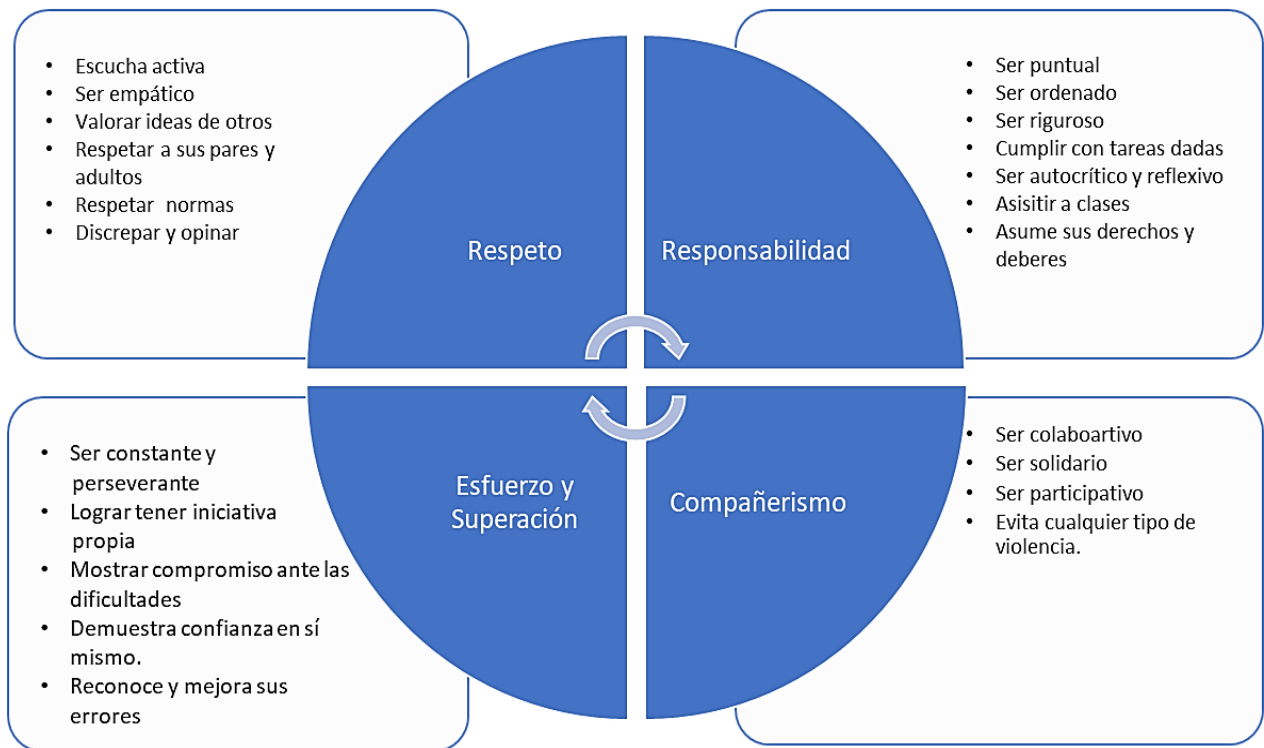 • Escucha activa
• Ser empático
• Valorar ideas de otros
• Respetar a sus pares y
adultos
• Respetar normas
• Discrepar y opinar
Respeto
Responsabilidad
• Ser puntual
• Ser ordenado
• Ser riguroso
• Cumplir con tareas dadas
• Ser autocrítico y reflexivo
• Asisitir a clases
• Asume sus derechos y
deberes
• Ser constante y
perseverante
• Lograr tener iniciativa
propia
• Mostrar compromiso ante las
dificultades
• Demuestra confianza en sí
mismo.
• Reconoce y mejora sus
errores
Esfuerzo y
Superación
Compañerismo
• Ser colaboartivo
• Ser solidario
• Ser participativo
• Evita cualquier tipo de
violencia.